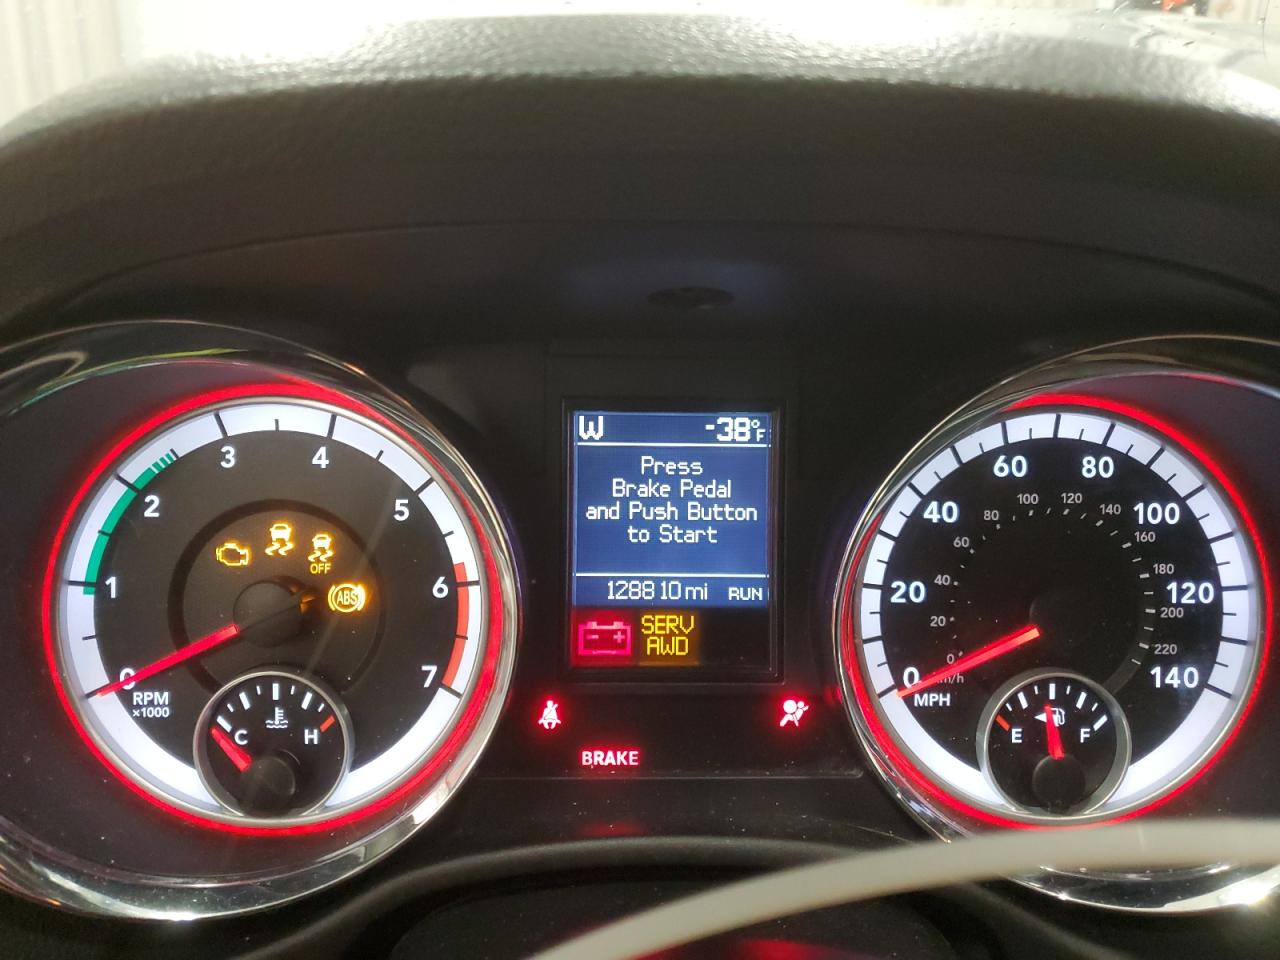 0
1
2
3
4
5
6
7
RPM
x1000
C
H
OFF
ABS
W -38°F
Press
Brake Pedal
and Push Button
to Start
128810 mi RUN
SERV
AWD
BRAKE
0
20
40
60
80
100
120
140
MPH
0
20
40
60
80
100
120
140
160
180
200
220
km/h
E
F